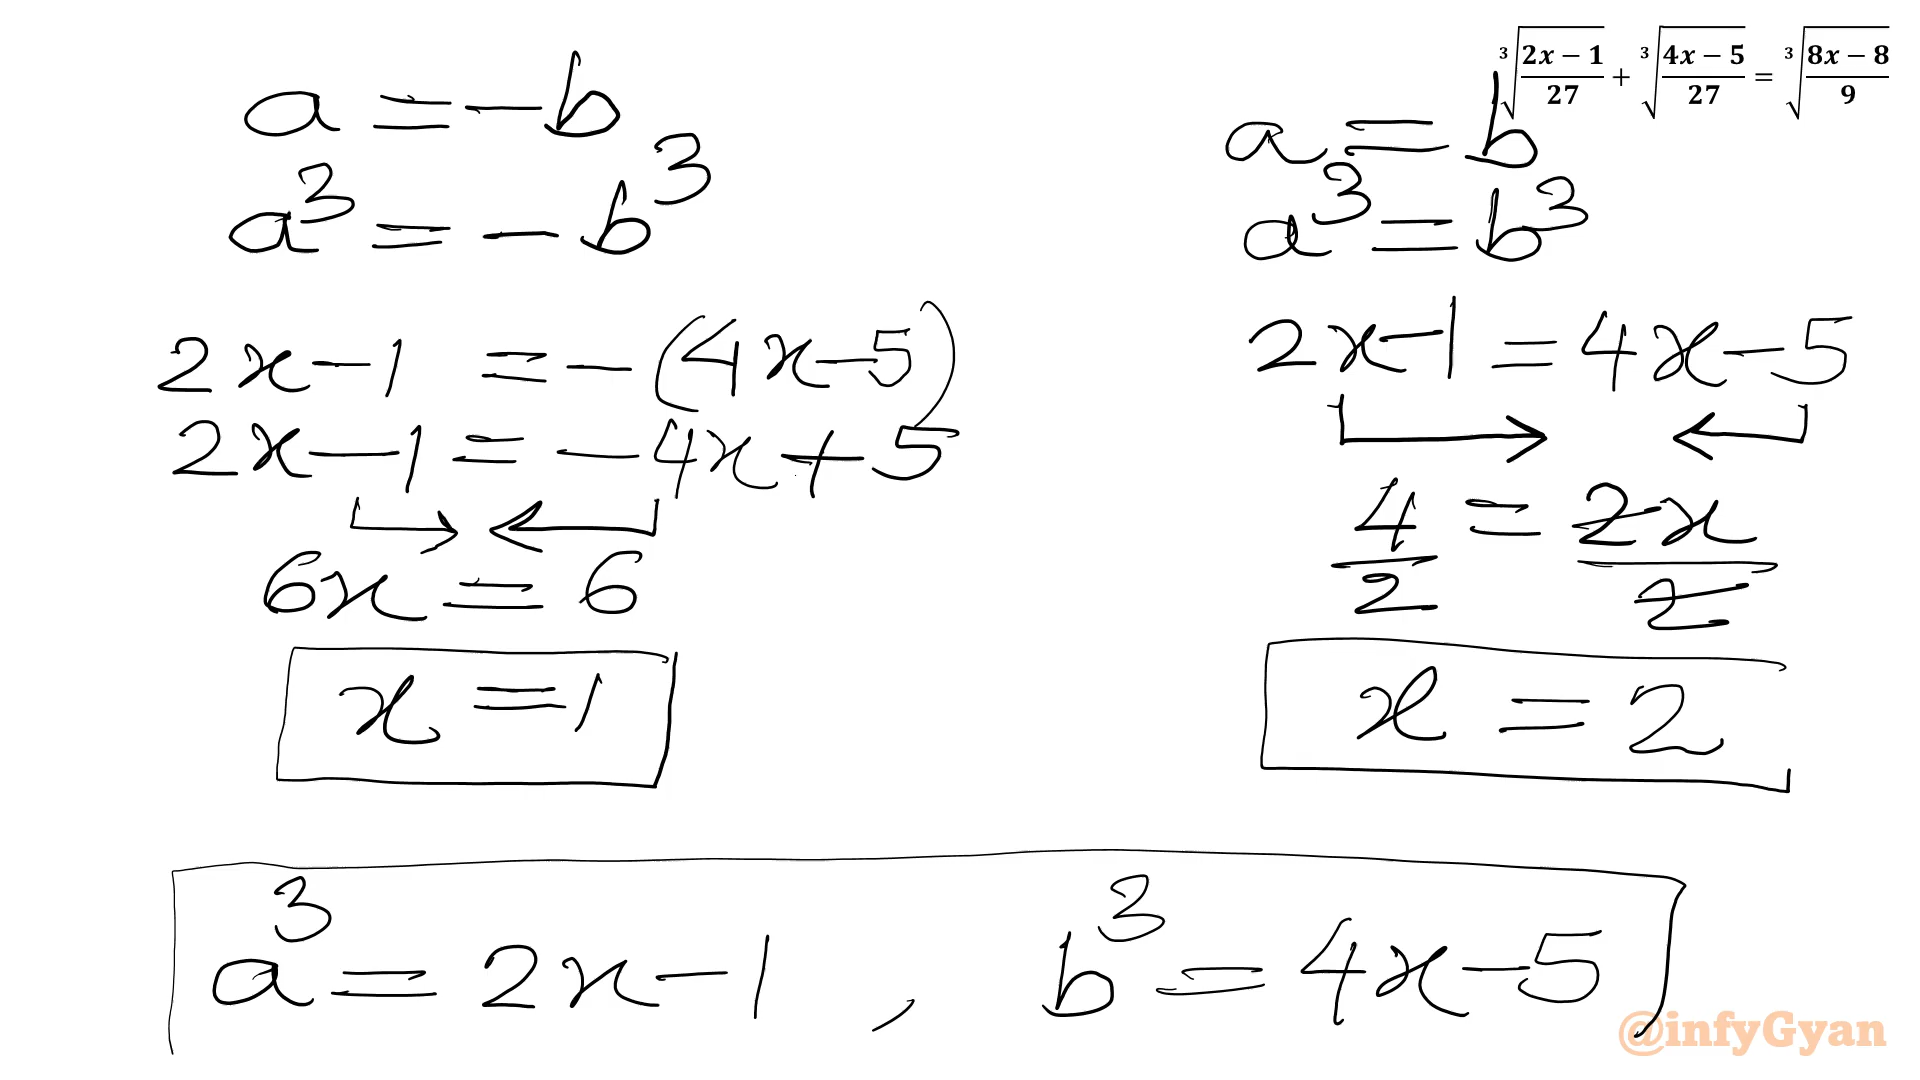 ∛((2x − 1)/27) + ∛((4x − 5)/27) = ∛((8x − 8)/9)
a = −b
a³ = −b³
2x − 1 = −(4x − 5)
2x − 1 = −4x + 5
6x = 6
x = 1
a = b
a³ = b³
2x − 1 = 4x − 5
4/2 = 2x/2
x = 2
a³ = 2x − 1 , b³ = 4x − 5
@infyGyan